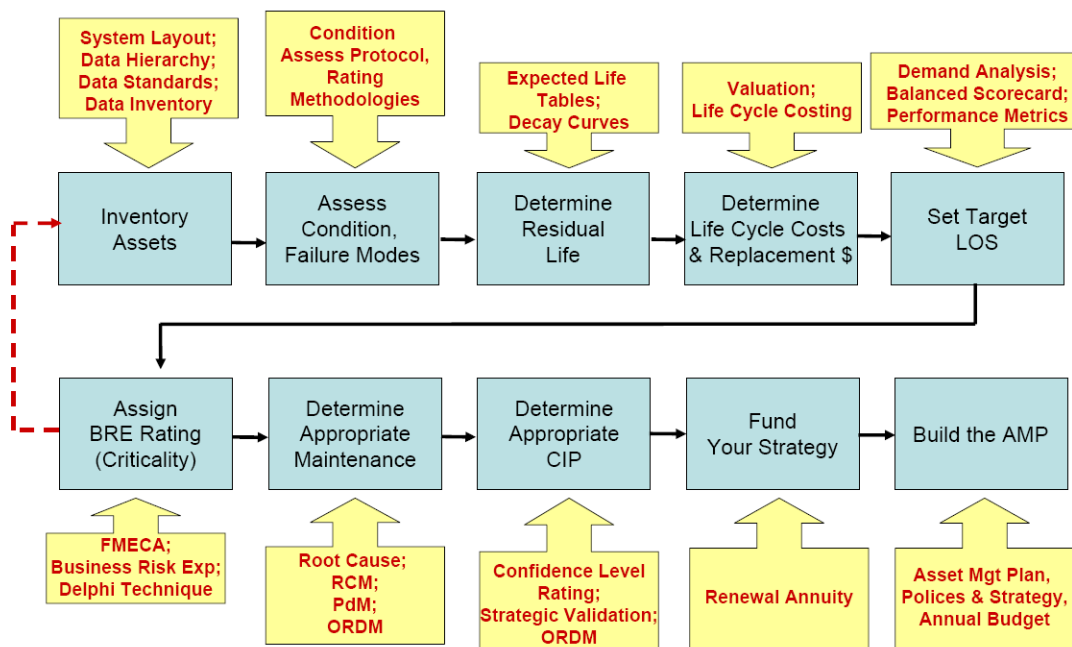 System Layout;
Data Hierarchy;
Data Standards;
Data Inventory
Condition
Assess Protocol,
Rating
Methodologies
Expected Life
Tables;
Decay Curves
Valuation;
Life Cycle Costing
Demand Analysis;
Balanced Scorecard;
Performance Metrics
Inventory
Assets
Assess
Condition,
Failure Modes
Determine
Residual
Life
Determine
Life Cycle Costs
& Replacement $
Set Target
LOS
Assign
BRE Rating
(Criticality)
Determine
Appropriate
Maintenance
Determine
Appropriate
CIP
Fund
Your Strategy
Build the AMP
FMECA;
Business Risk Exp;
Delphi Technique
Root Cause;
RCM;
PdM;
ORDM
Confidence Level
Rating;
Strategic Validation;
ORDM
Renewal Annuity
Asset Mgt Plan,
Polices & Strategy,
Annual Budget